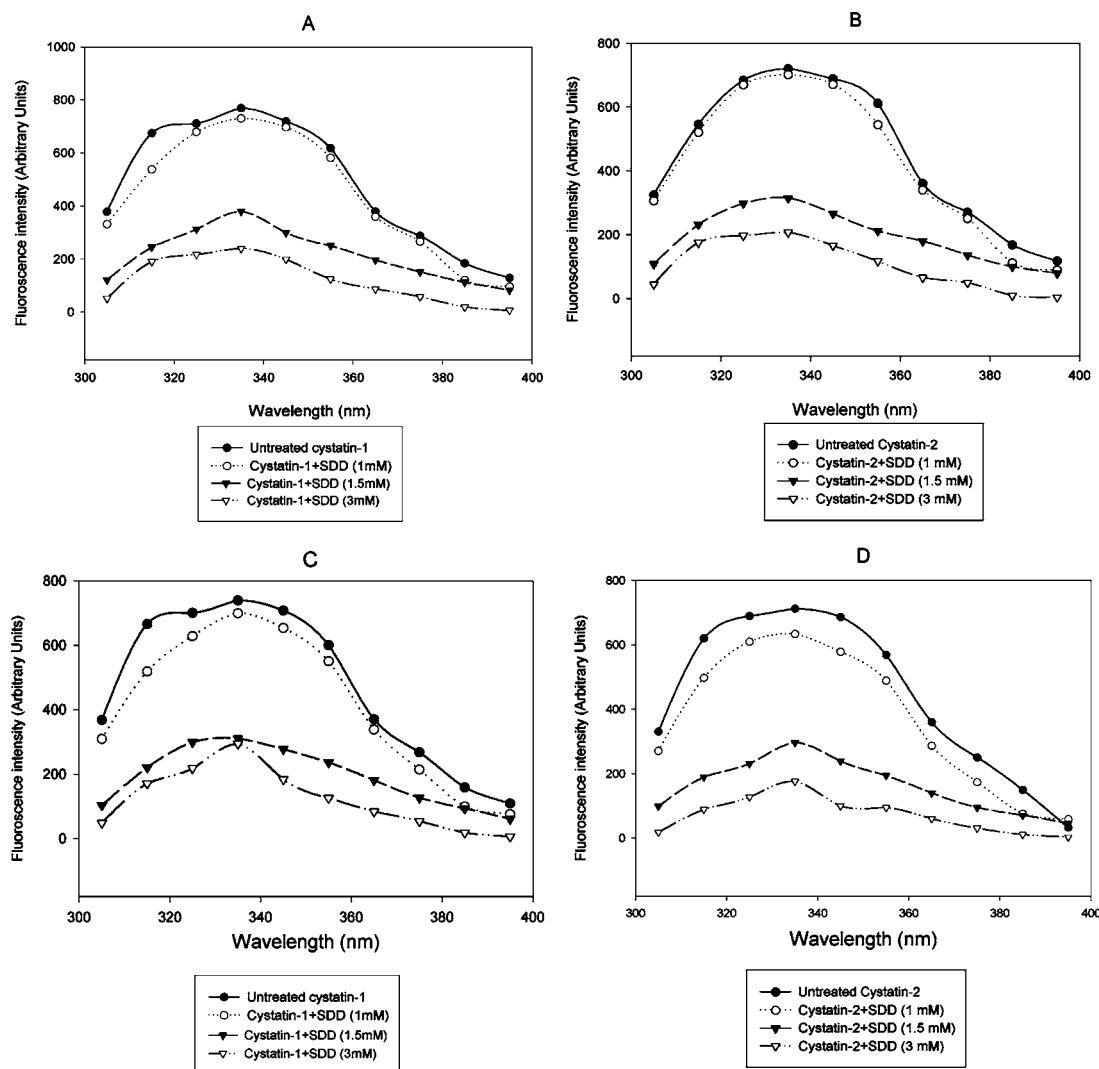 A
Fluorescence intensity (Arbitrary Units)
1000
800
600
400
200
0
300 320 340 360 380 400
Wavelength (nm)
Untreated cystatin-1
Cystatin-1+SDD (1mM)
Cystatin-1+SDD (1.5mM)
Cystatin-1+SDD (3mM)
B
Fluorescence intensity (Arbitrary Units)
800
600
400
200
0
300 320 340 360 380 400
Wavelength (nm)
Untreated Cystatin-2
Cystatin-2+SDD (1 mM)
Cystatin-2+SDD (1.5 mM)
Cystatin-2+SDD (3 mM)
C
Fluorescence intensity (Arbitrary Units)
800
600
400
200
0
300 320 340 360 380 400
Wavelength (nm)
Untreated cystatin-1
Cystatin-1+SDD (1mM)
Cystatin-1+SDD (1.5mM)
Cystatin-1+SDD (3mM)
D
Fluorescence intensity (Arbitrary Units)
800
600
400
200
0
300 320 340 360 380 400
Wavelength (nm)
Untreated Cystatin-2
Cystatin-2+SDD (1 mM)
Cystatin-2+SDD (1.5 mM)
Cystatin-2+SDD (3 mM)